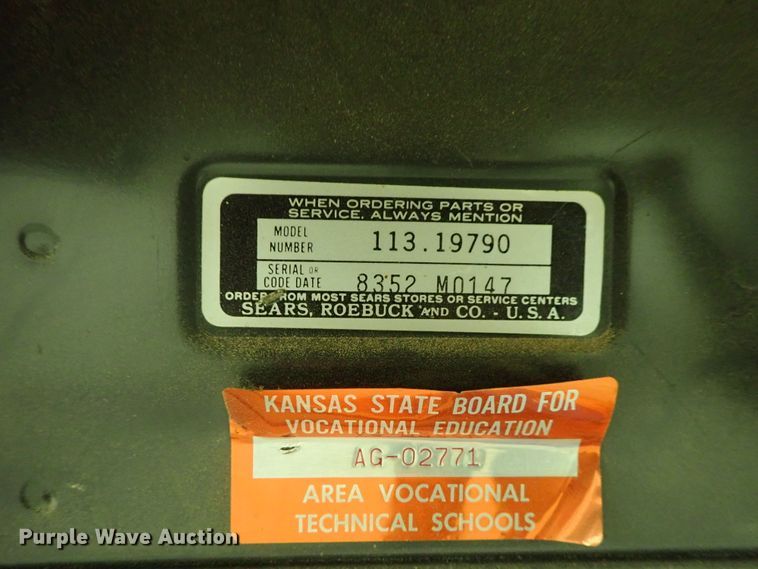 WHEN ORDERING PARTS OR
SERVICE, ALWAYS MENTION
MODEL
NUMBER 113.19790
SERIAL OR
CODE DATE 8352 M0147
ORDER FROM MOST SEARS STORES OR SERVICE CENTERS
SEARS, ROEBUCK AND CO. - U.S.A.
KANSAS STATE BOARD FOR
VOCATIONAL EDUCATION
AG-02771
AREA VOCATIONAL
TECHNICAL SCHOOLS
Purple Wave Auction